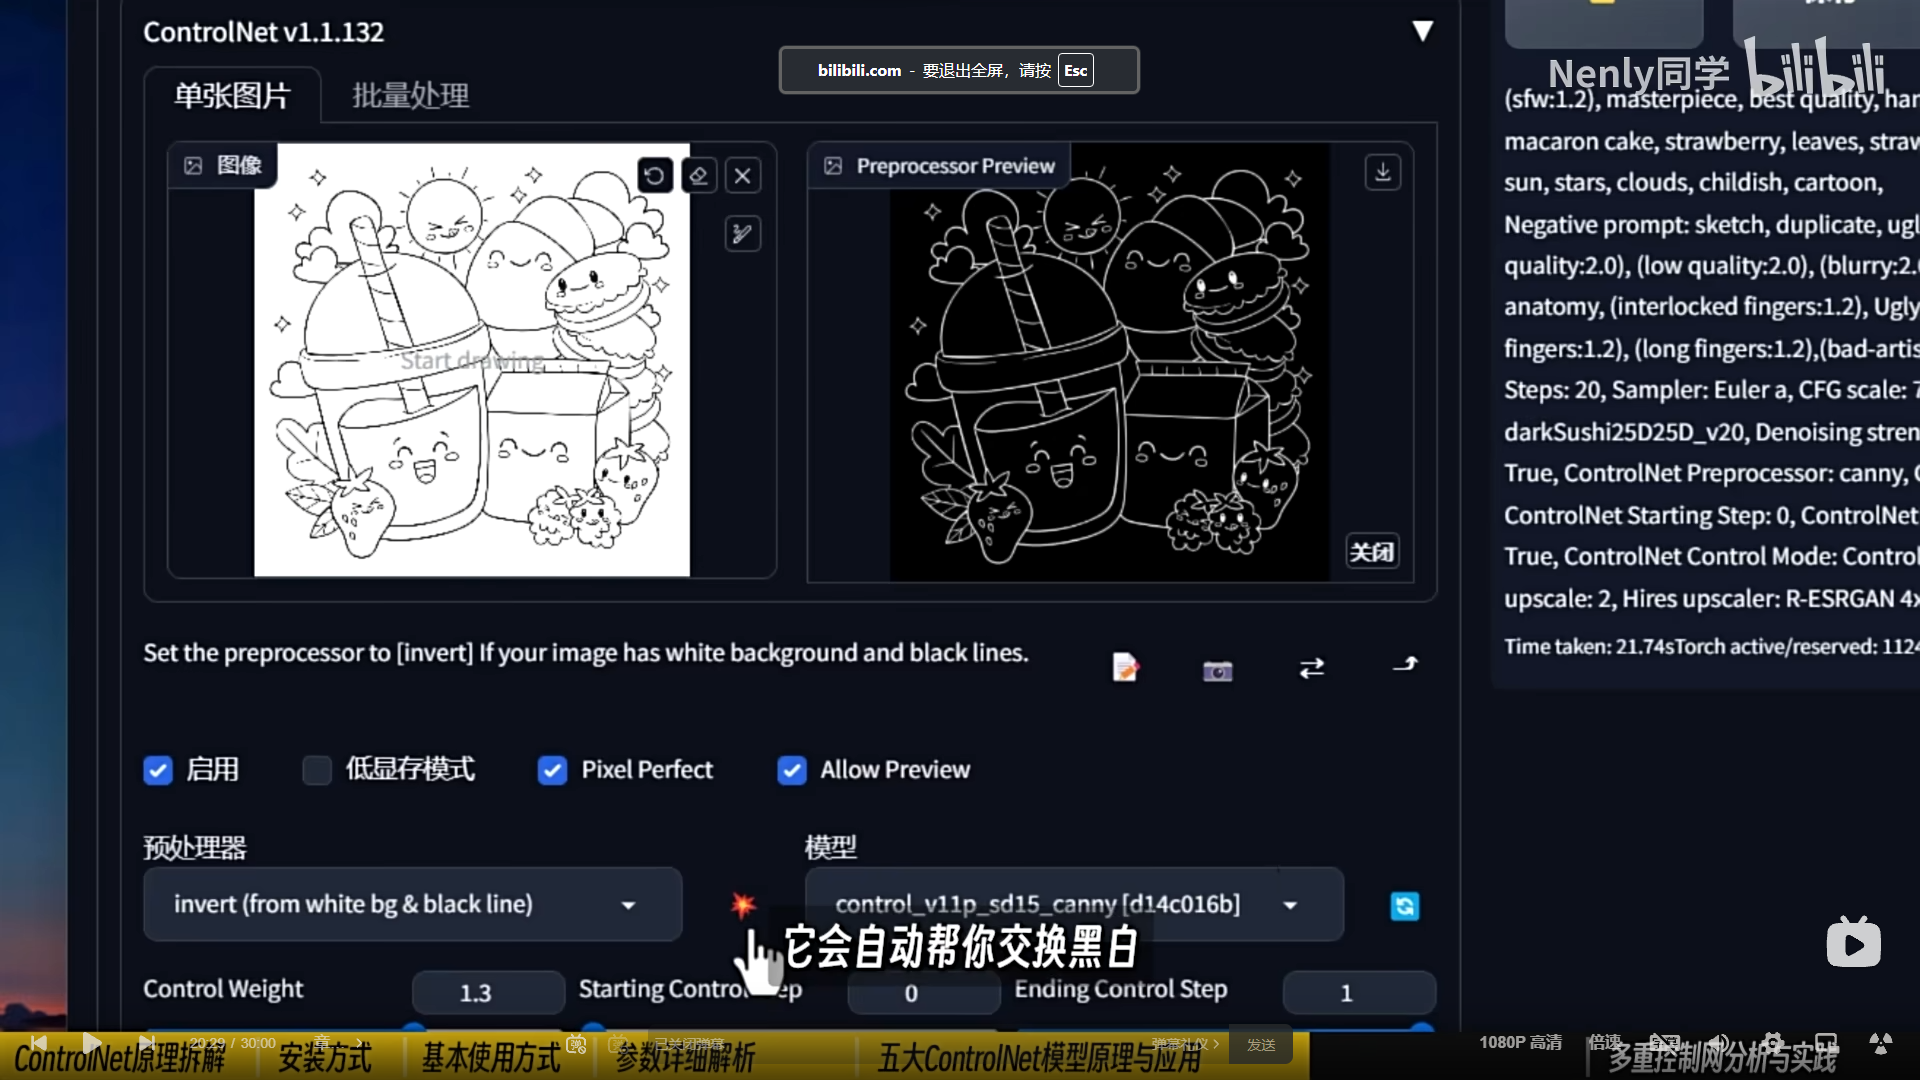 ControlNet v1.1.132
bilibili.com - 要退出全屏，请按 Esc
Nenly同学 bilibili
单张图片
批量处理
图像
Preprocessor Preview
Start drawing
关闭
(sfw:1.2), masterpiece, best quality,
macaron cake, strawberry, leaves,
sun, stars, clouds, childish, cartoon,
Negative prompt: sketch, duplicate,
quality:2.0), (low quality:2.0), (blurry:2.
anatomy, (interlocked fingers:1.2), Ugly
fingers:1.2), (long fingers:1.2),(bad-artis
Steps: 20, Sampler: Euler a, CFG scale: 7
darkSushi25D25D_v20, Denoising stren
True, ControlNet Preprocessor: canny,
ControlNet Starting Step: 0, ControlNet
True, ControlNet Control Mode: Control
upscale: 2, Hires upscaler: R-ESRGAN 4x
Time taken: 21.74sTorch active/reserved: 1124
Set the preprocessor to [invert] If your image has white background and black lines.
启用
低显存模式
Pixel Perfect
Allow Preview
预处理器
模型
invert (from white bg & black line)
control_v11p_sd15_canny [d14c016b]
它会自动帮你交换黑白
Control Weight
1.3
Starting Control ep
0
Ending Control Step
1
20:29 / 30:00
已关闭弹幕
弹幕礼仪 >
发送
1080P 高清
倍速
ControlNet原理拆解
安装方式
基本使用方式
参数详细解析
五大ControlNet模型原理与应用
多重控制网分析与实践